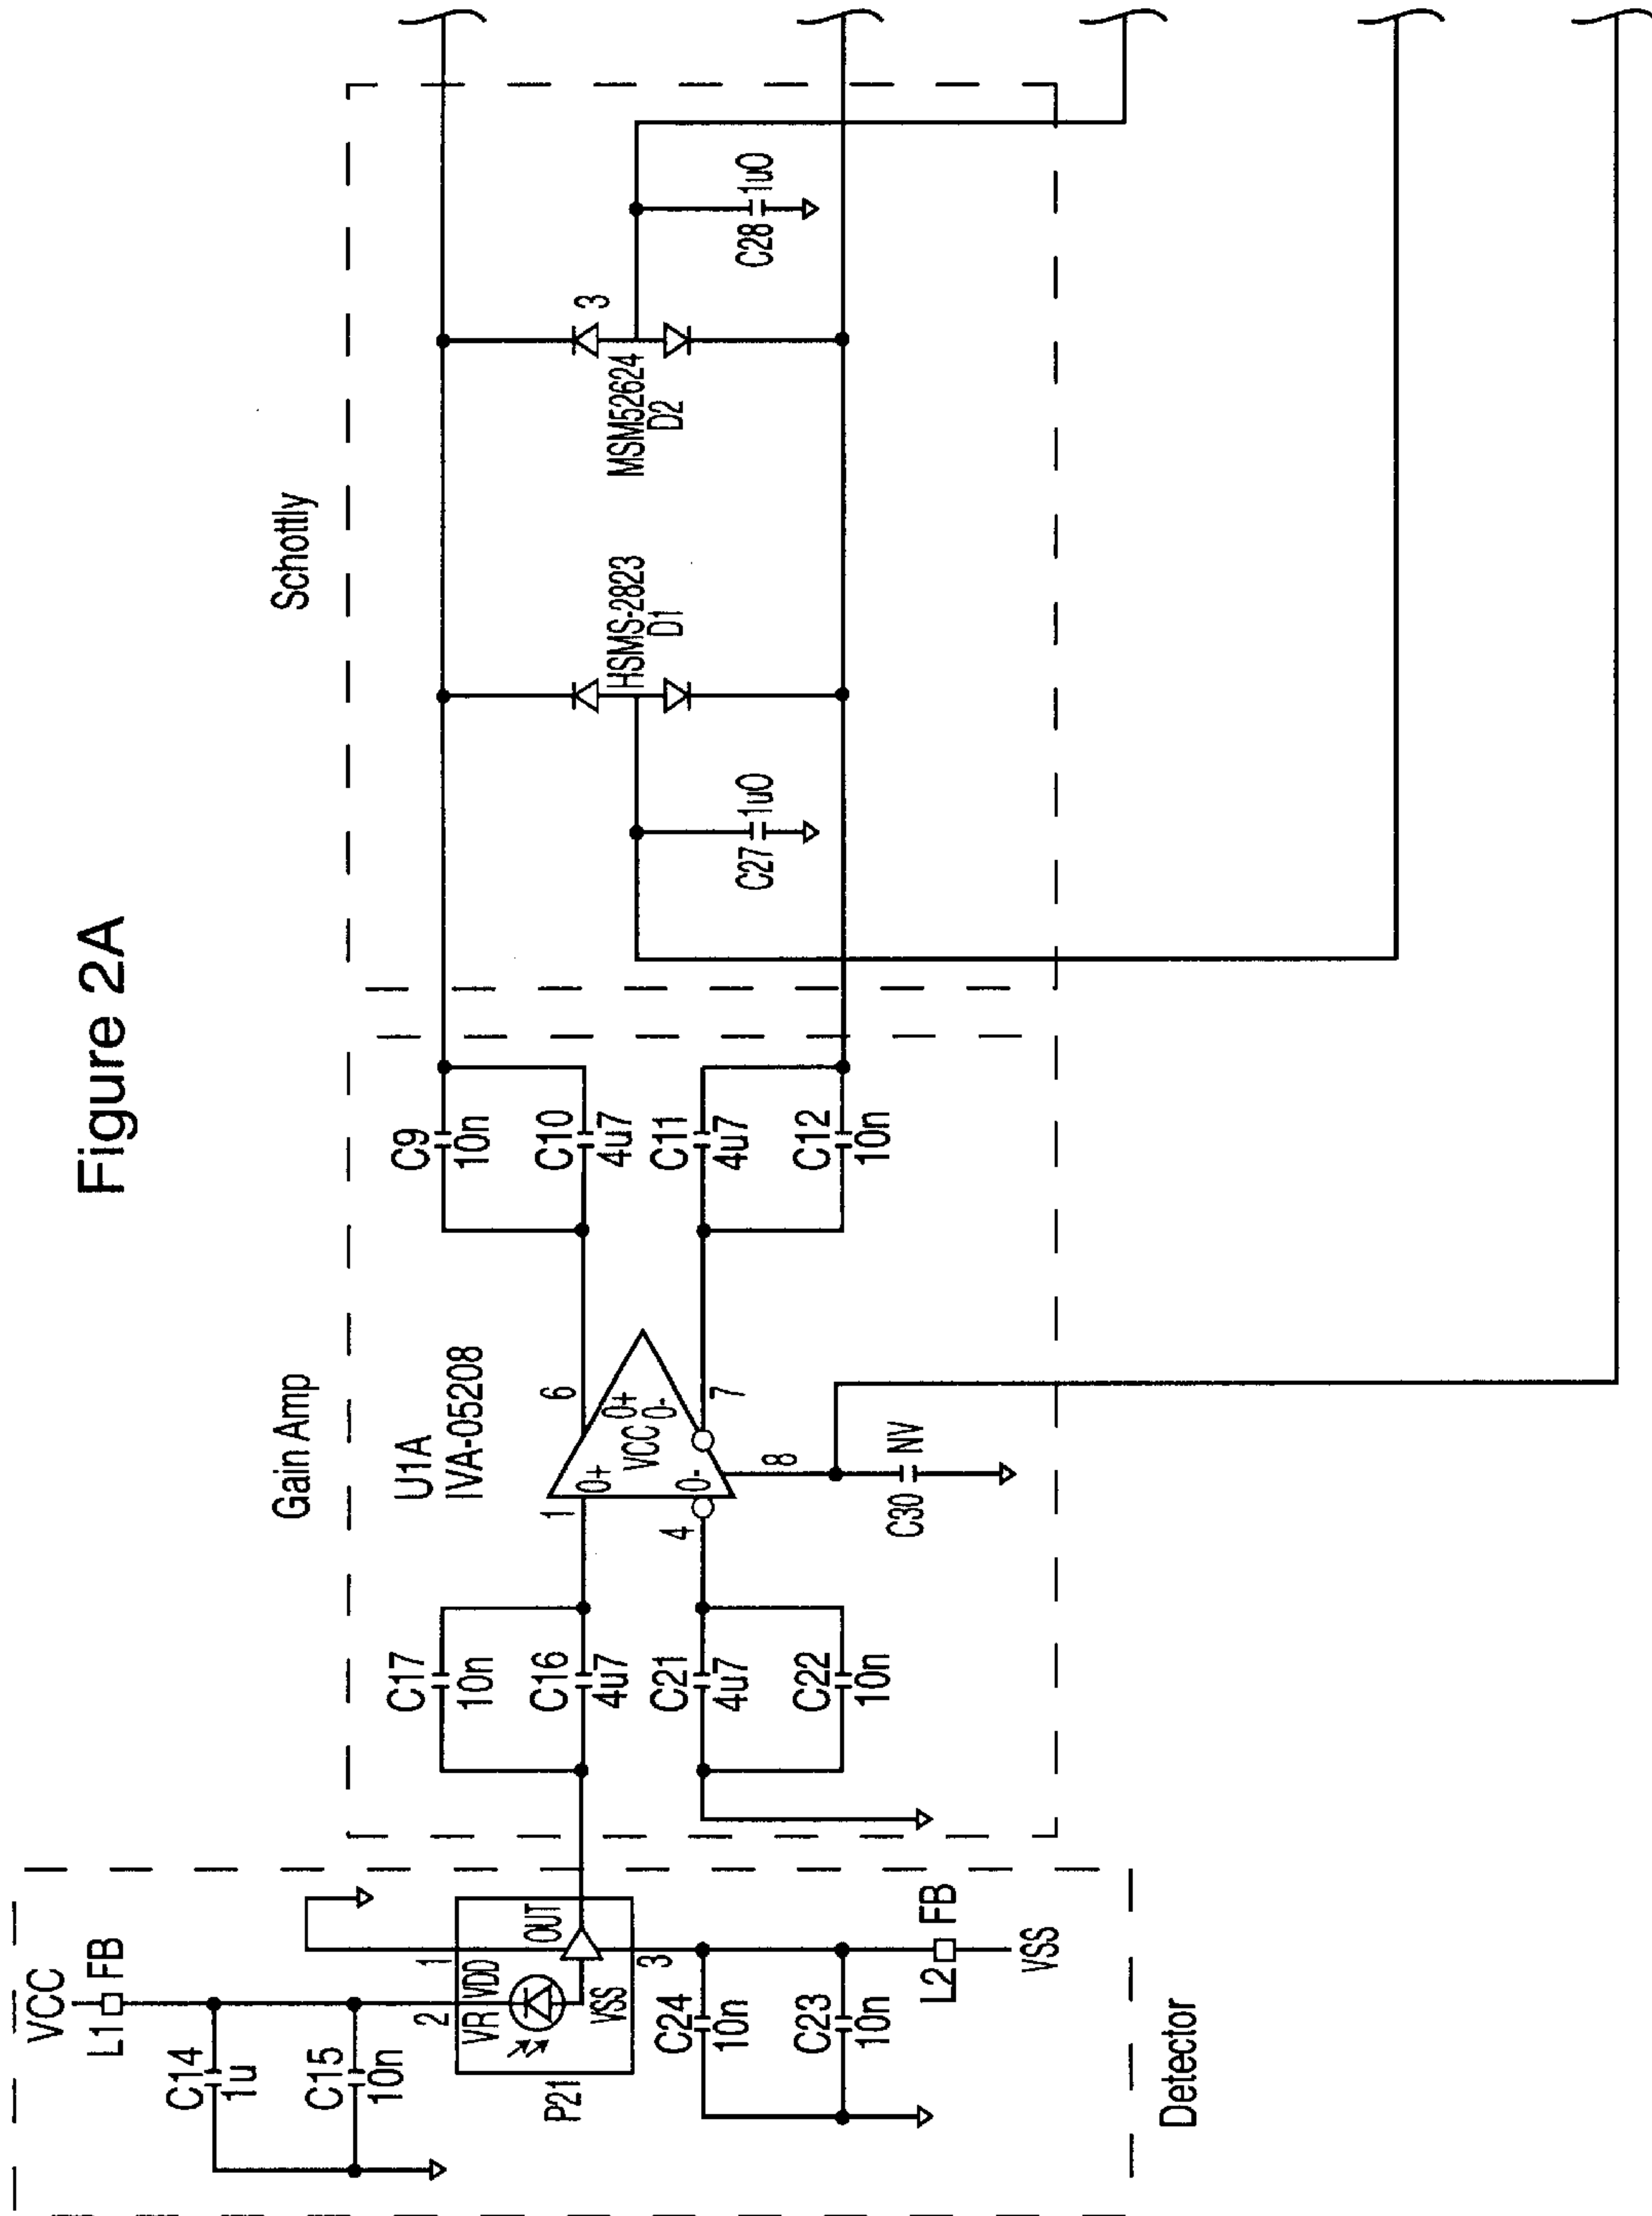 Figure 2A
VCC
L1 FB
C14
1u
C15
10n
2
1
VR VDD
OUT
VSS
P21
3
C24
10n
C23
10n
L2 FB
VSS
Detector
Gain Amp
C17
10n
C16
4u7
C21
4u7
C22
10n
U1A
IVA-05208
1
4
0+
0-
VCC
0+
0-
6
7
8
C30 NV
C9
10n
C10
4u7
C11
4u7
C12
10n
Schottly
HSMS-2823
D1
C27 1u0
MSM52624
D2
3
C28 1u0